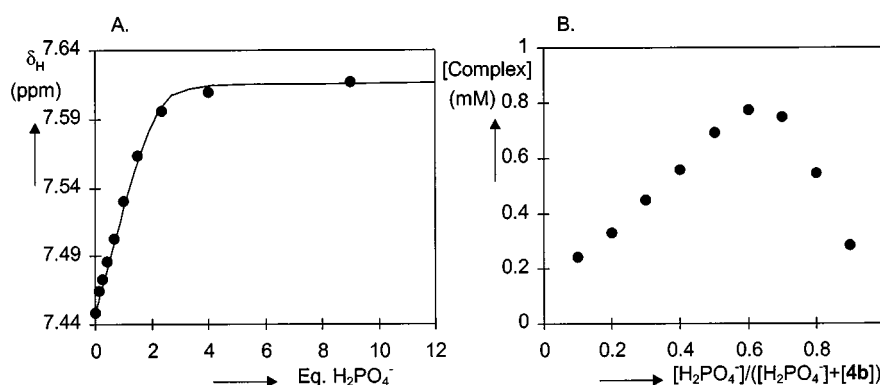 A.
7.64
δH
(ppm)
7.59
7.54
7.49
7.44
0 2 4 6 8 10 12
Eq. H2PO4-
B.
[Complex]
(mM)
1
0.8
0.6
0.4
0.2
0
0 0.2 0.4 0.6 0.8
[H2PO4-]/([H2PO4-]+[4b])